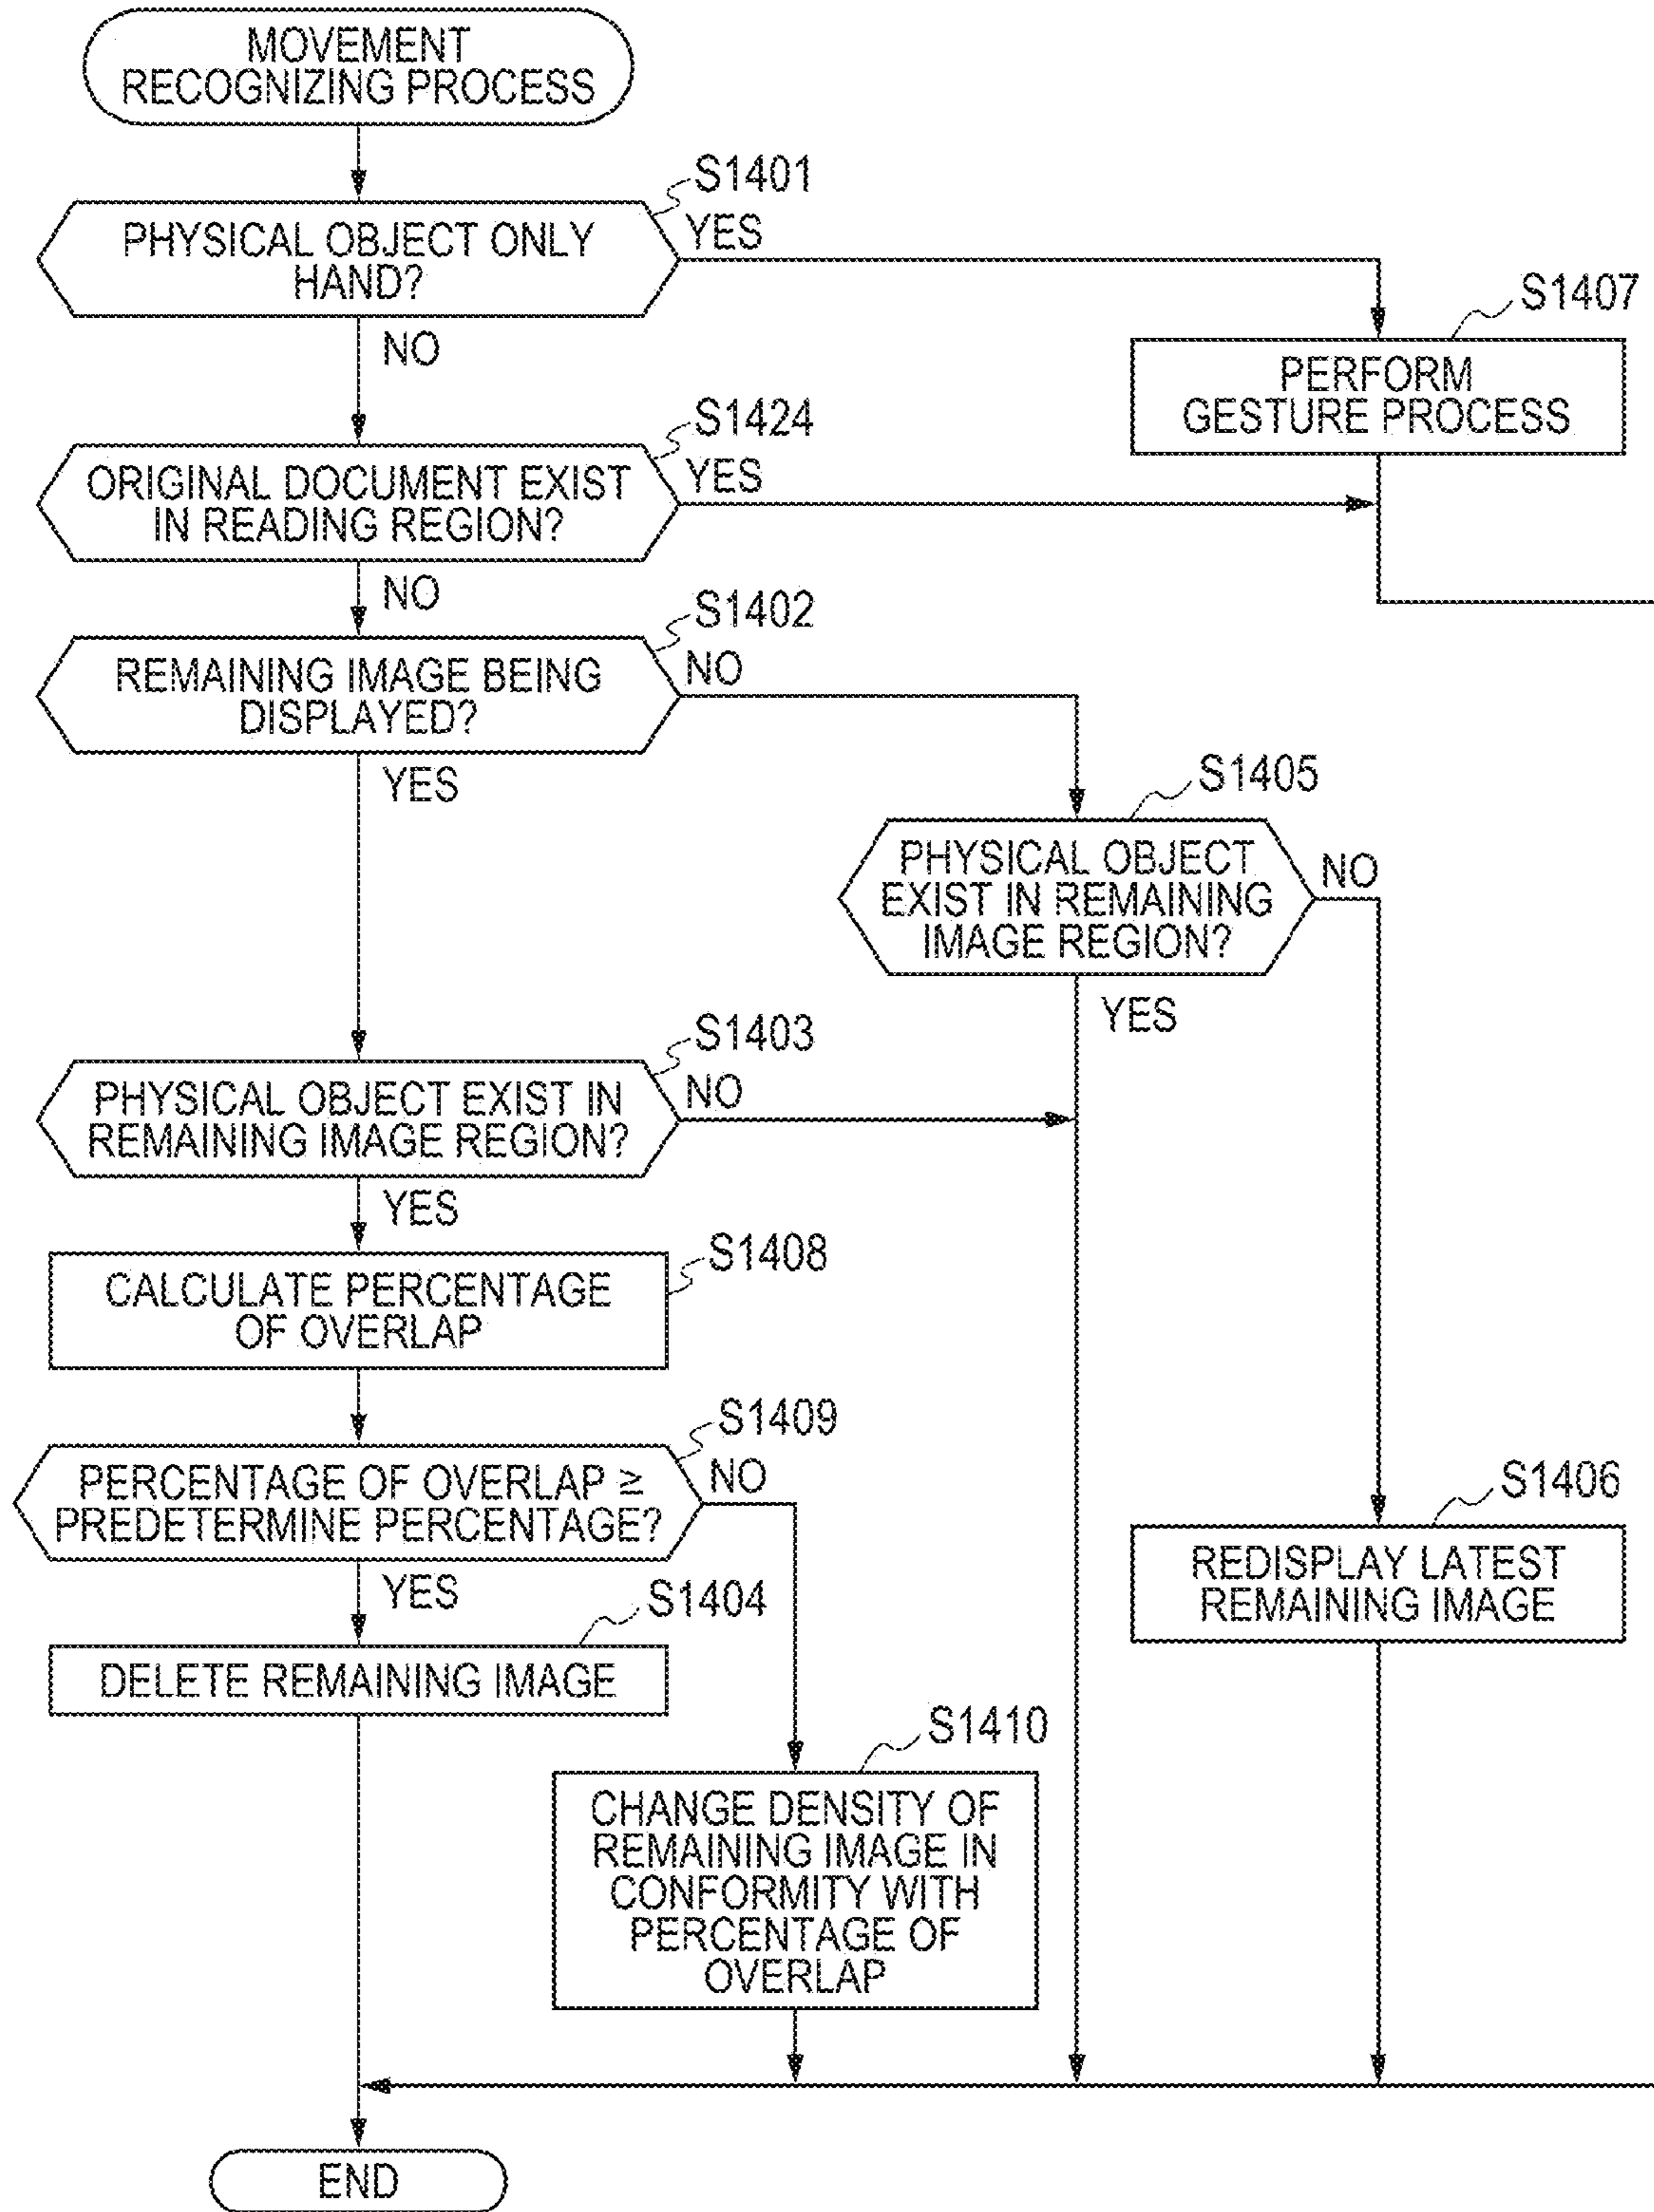 MOVEMENT
RECOGNIZING PROCESS
S1401
PHYSICAL OBJECT ONLY
HAND?
YES
NO
S1407
PERFORM
GESTURE PROCESS
S1424
ORIGINAL DOCUMENT EXIST
IN READING REGION?
YES
NO
S1402
REMAINING IMAGE BEING
DISPLAYED?
NO
YES
S1405
PHYSICAL OBJECT
EXIST IN REMAINING
IMAGE REGION?
NO
YES
S1403
PHYSICAL OBJECT EXIST IN
REMAINING IMAGE REGION?
NO
YES
S1408
CALCULATE PERCENTAGE
OF OVERLAP
S1409
PERCENTAGE OF OVERLAP ≥
PREDETERMINE PERCENTAGE?
NO
YES
S1406
REDISPLAY LATEST
REMAINING IMAGE
S1404
DELETE REMAINING IMAGE
S1410
CHANGE DENSITY OF
REMAINING IMAGE IN
CONFORMITY WITH
PERCENTAGE OF
OVERLAP
END